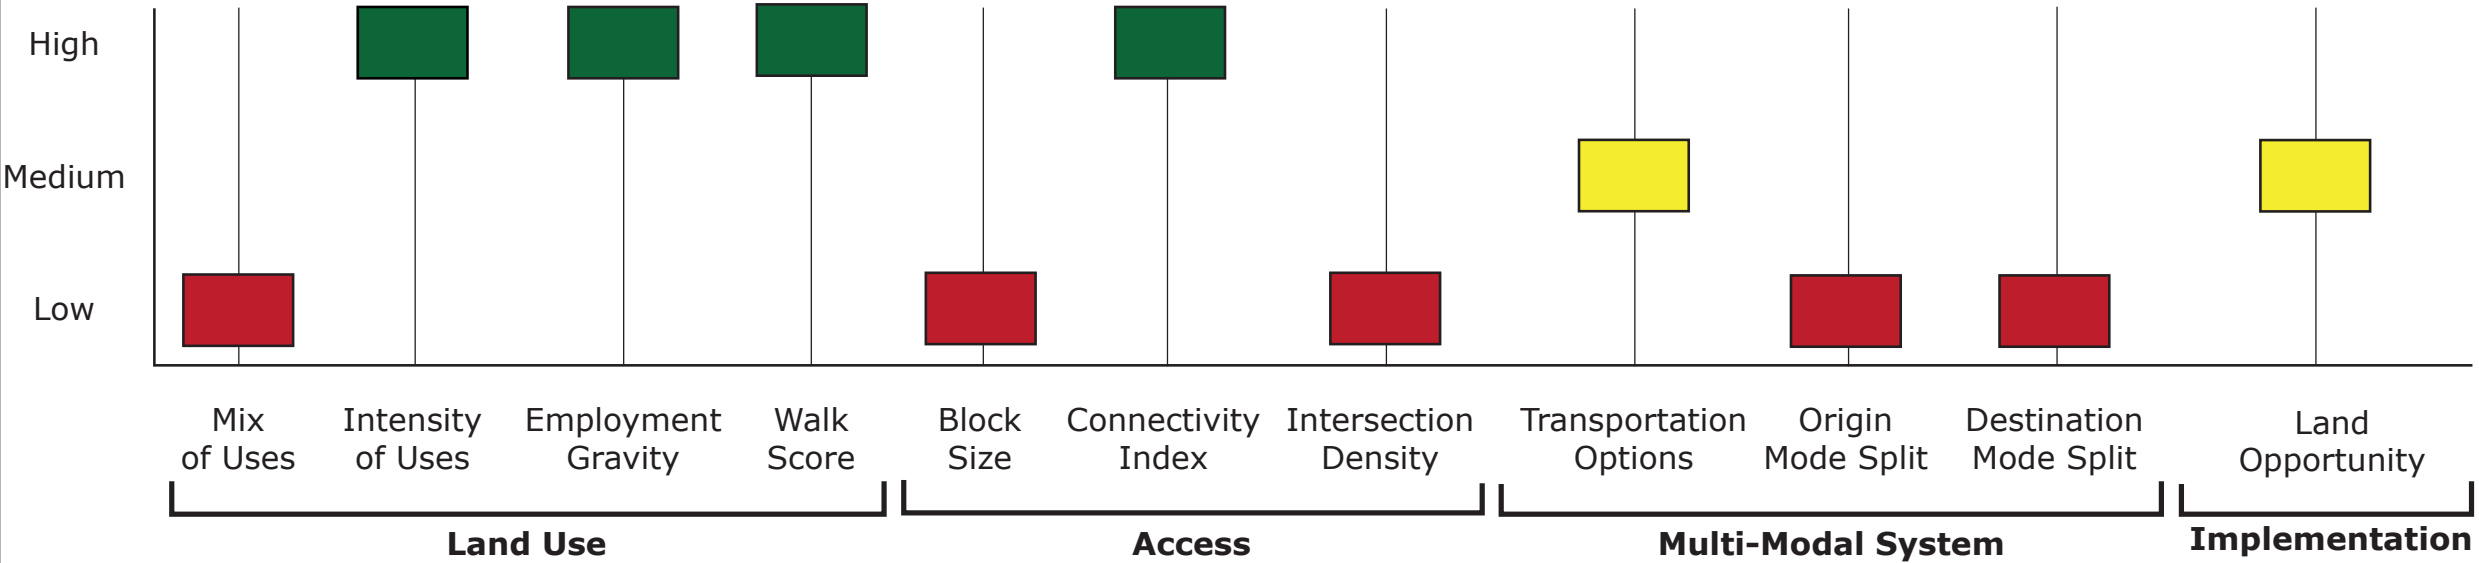 High
Medium
Low
Mix
of Uses
Intensity
of Uses
Employment
Gravity
Walk
Score
Block
Size
Connectivity
Index
Intersection
Density
Transportation
Options
Origin
Mode Split
Destination
Mode Split
Land
Opportunity
Land Use
Access
Multi-Modal System
Implementation